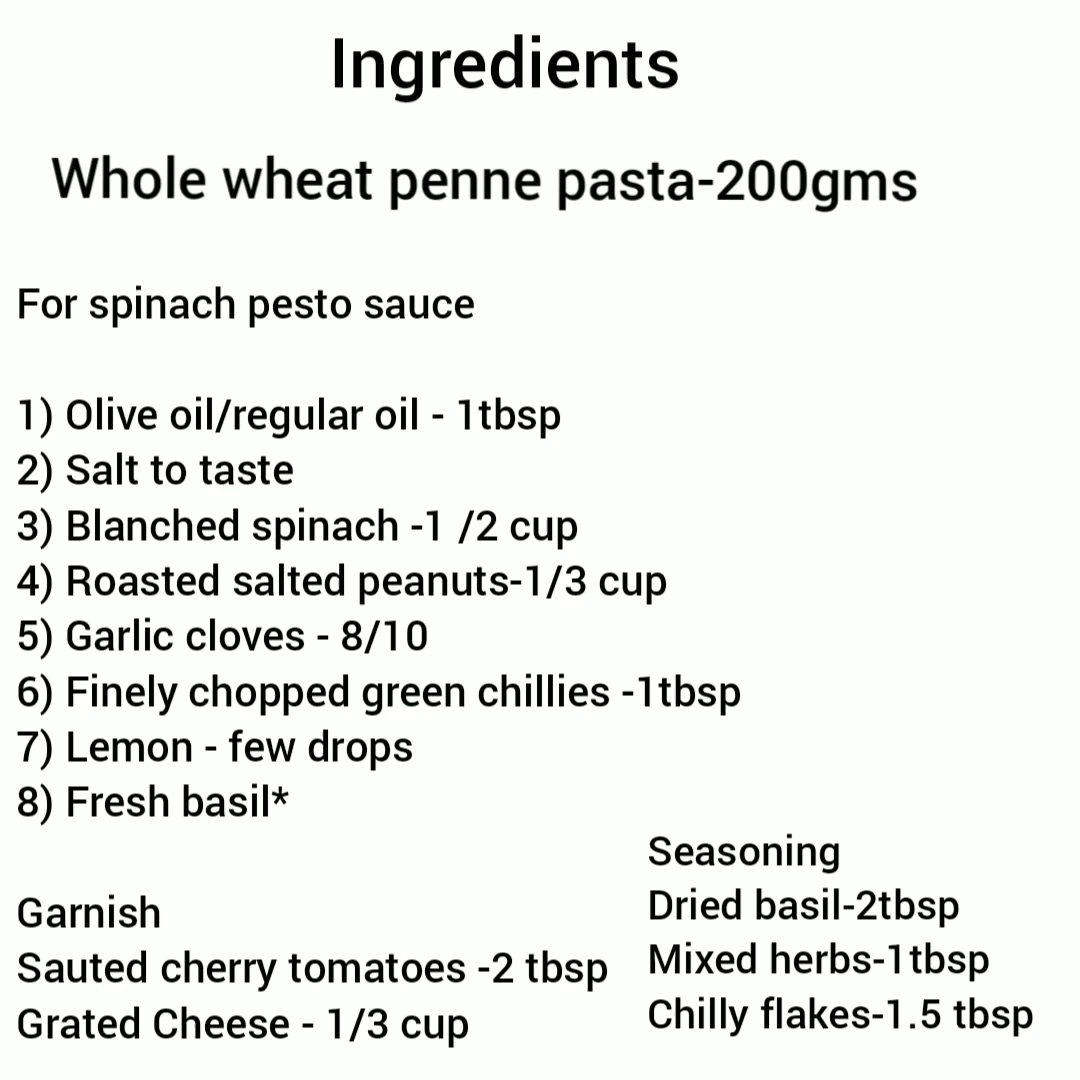 Ingredients
Whole wheat penne pasta-200gms
For spinach pesto sauce
1) Olive oil/regular oil - 1tbsp
2) Salt to taste
3) Blanched spinach -1 /2 cup
4) Roasted salted peanuts-1/3 cup
5) Garlic cloves - 8/10
6) Finely chopped green chillies -1tbsp
7) Lemon - few drops
8) Fresh basil*
Garnish
Sauted cherry tomatoes -2 tbsp
Grated Cheese - 1/3 cup
Seasoning
Dried basil-2tbsp
Mixed herbs-1tbsp
Chilly flakes-1.5 tbsp